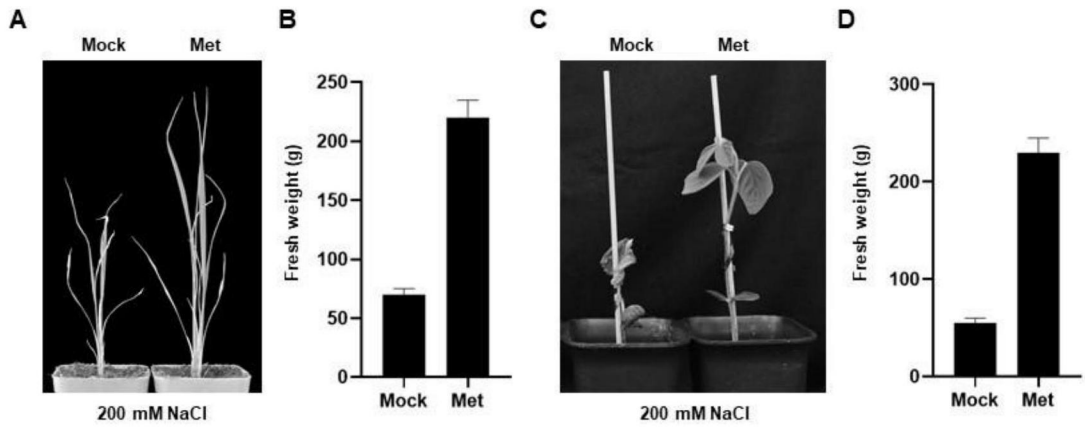 A
Mock Met
200 mM NaCl
B
Fresh weight (g)
250
200
150
100
50
0
Mock Met
C
Mock Met
200 mM NaCl
D
Fresh weight (g)
300
200
100
0
Mock Met